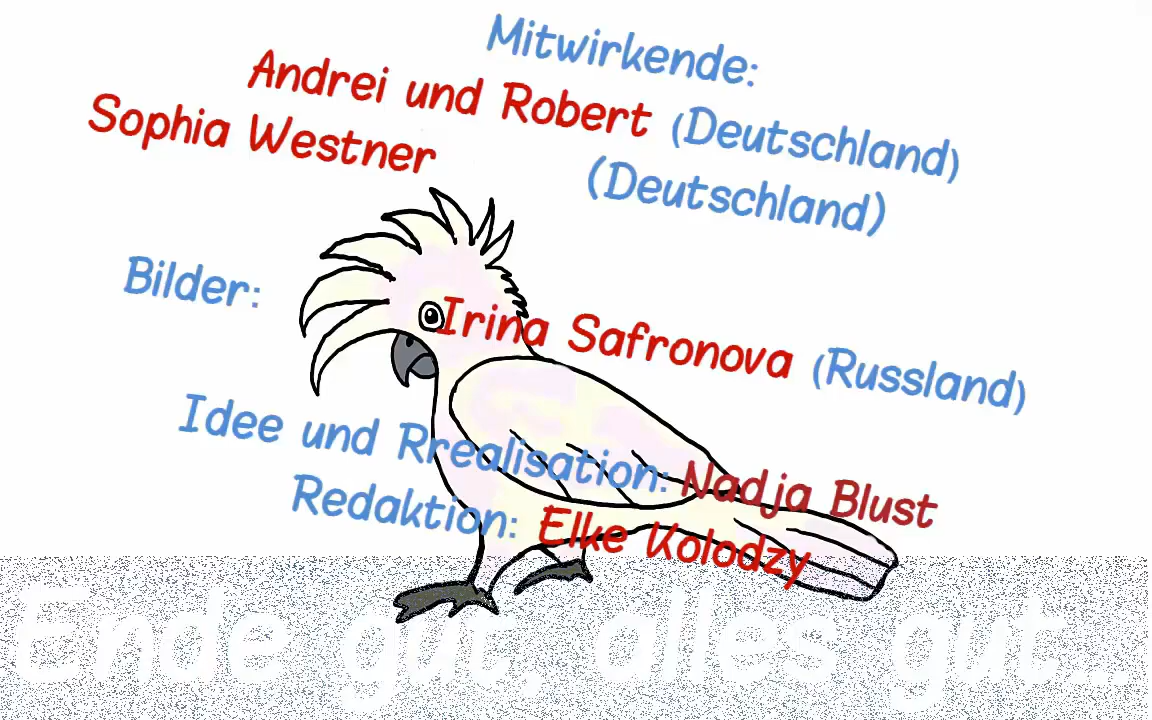 Mitwirkende:
Andrei und Robert (Deutschland)
Sophia Westner (Deutschland)
Bilder: Irina Safronova (Russland)
Idee und Rrealisation: Nadja Blust
Redaktion: Elke Kolodzy
Ende gut, alles gut...